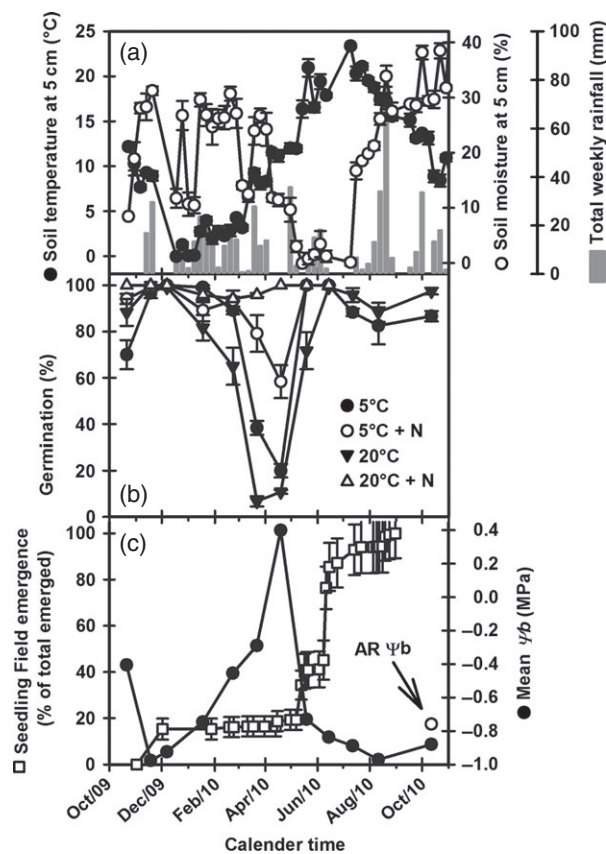 (a)
● Soil temperature at 5 cm (°C)
25
20
15
10
5
0
○ Soil moisture at 5 cm (%)
40
30
20
10
0
Total weekly rainfall (mm)
100
80
60
40
20
0
(b)
Germination (%)
100
80
60
40
20
0
5°C
5°C + N
20°C
20°C + N
(c)
□ Seedling Field emergence
(% of total emerged)
100
80
60
40
20
0
AR Ψb
● Mean Ψb (MPa)
0.4
0.2
0.0
−0.4
−0.6
−0.8
−1.0
Oct/09
Dec/09
Feb/10
Apr/10
Jun/10
Aug/10
Oct/10
Calender time